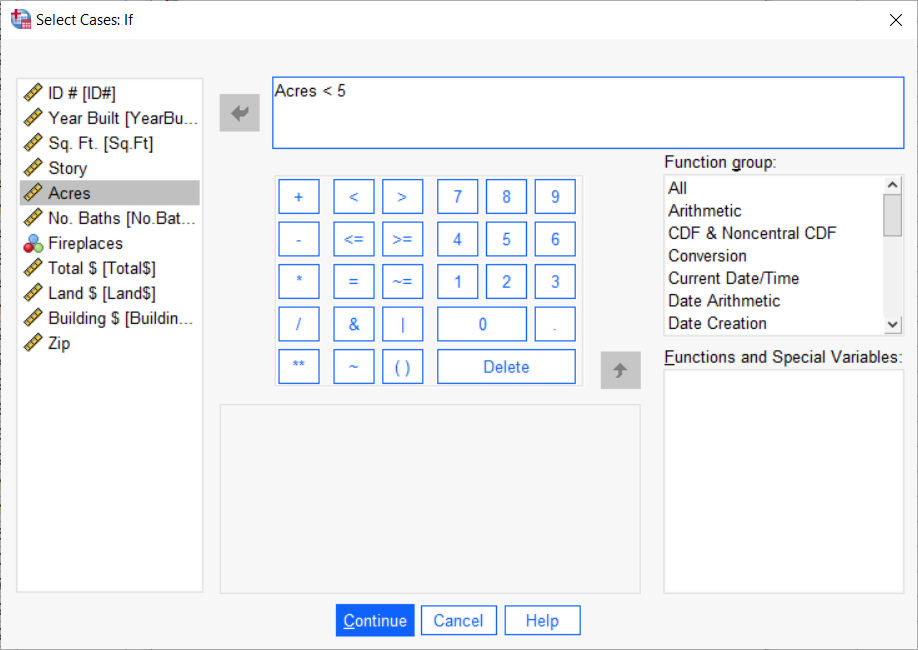 Select Cases: If
ID # [ID#]
Year Built [YearBu...
Sq. Ft. [Sq.Ft]
Story
Acres
No. Baths [No.Bat...
Fireplaces
Total $ [Total$]
Land $ [Land$]
Building $ [Buildin...
Zip
Acres < 5
+ < > 7 8 9
- <= >= 4 5 6
* = ~= 1 2 3
/ & | 0 .
** ~ ( ) Delete
Function group:
All
Arithmetic
CDF & Noncentral CDF
Conversion
Current Date/Time
Date Arithmetic
Date Creation
Functions and Special Variables:
Continue Cancel Help